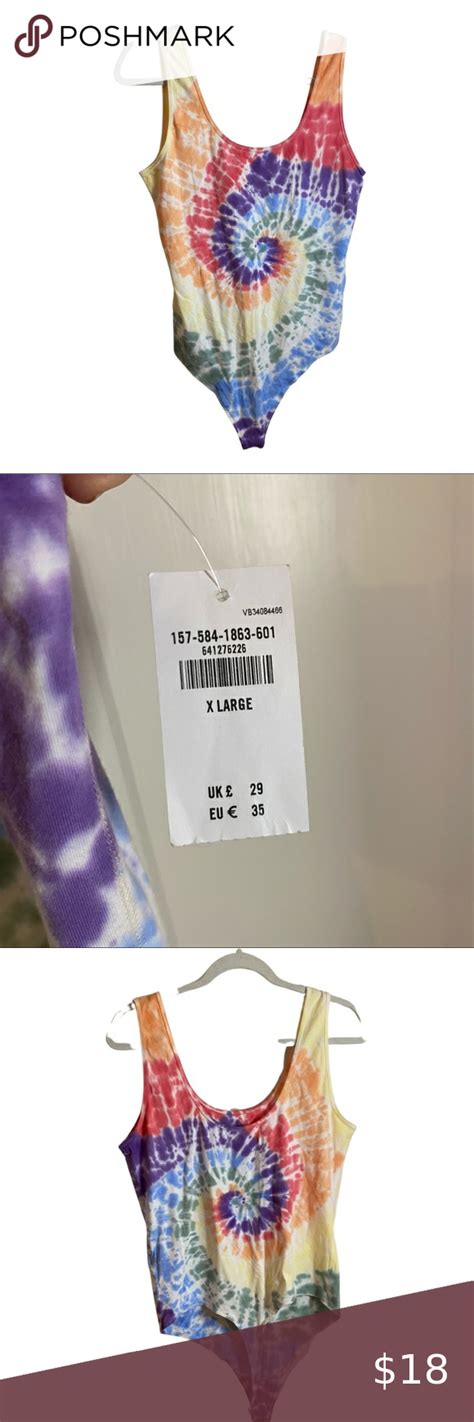 POSHMARK
VB34084466
157-584-1863-601
641276226
X LARGE
UK £ 29
EU € 35
$18